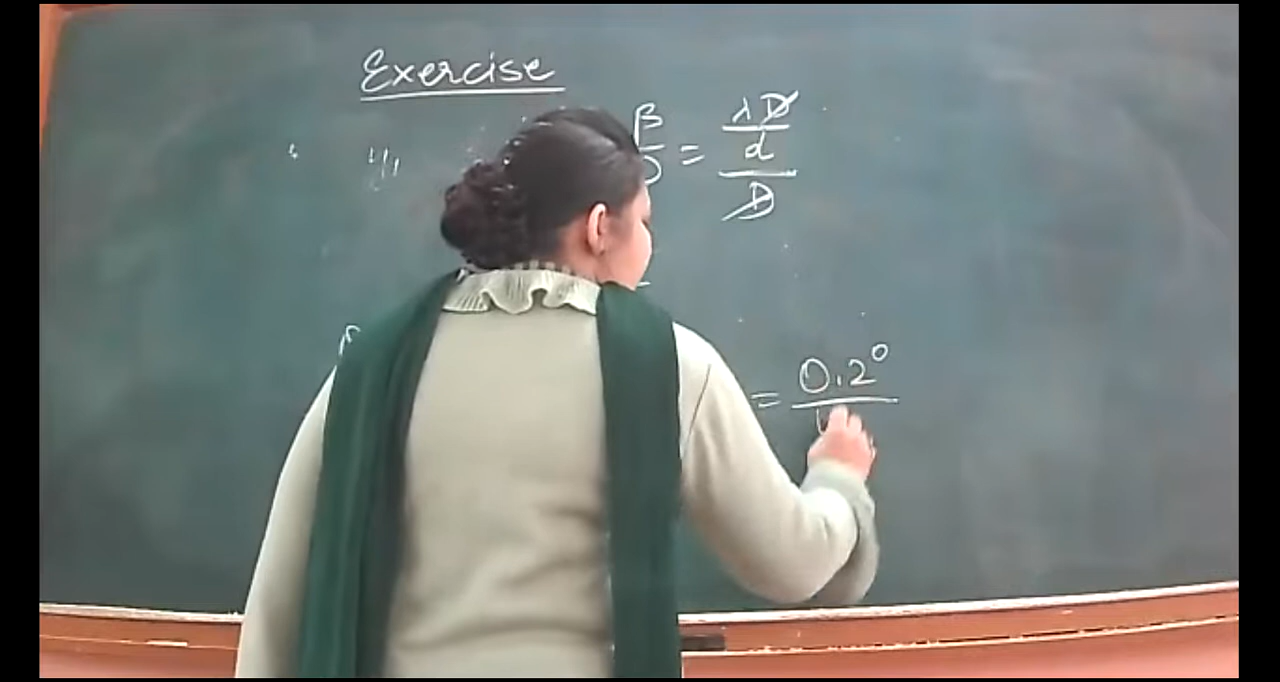 Exercise
β/D = (λD/d)/D
= 0.2°